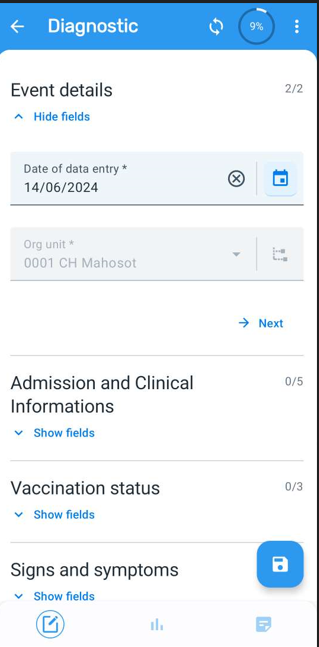 Diagnostic
9%
Event details
2/2
Hide fields
Date of data entry *
14/06/2024
Org unit *
0001 CH Mahosot
Next
Admission and Clinical
Informations
0/5
Show fields
Vaccination status
0/3
Show fields
Signs and symptoms
Show fields